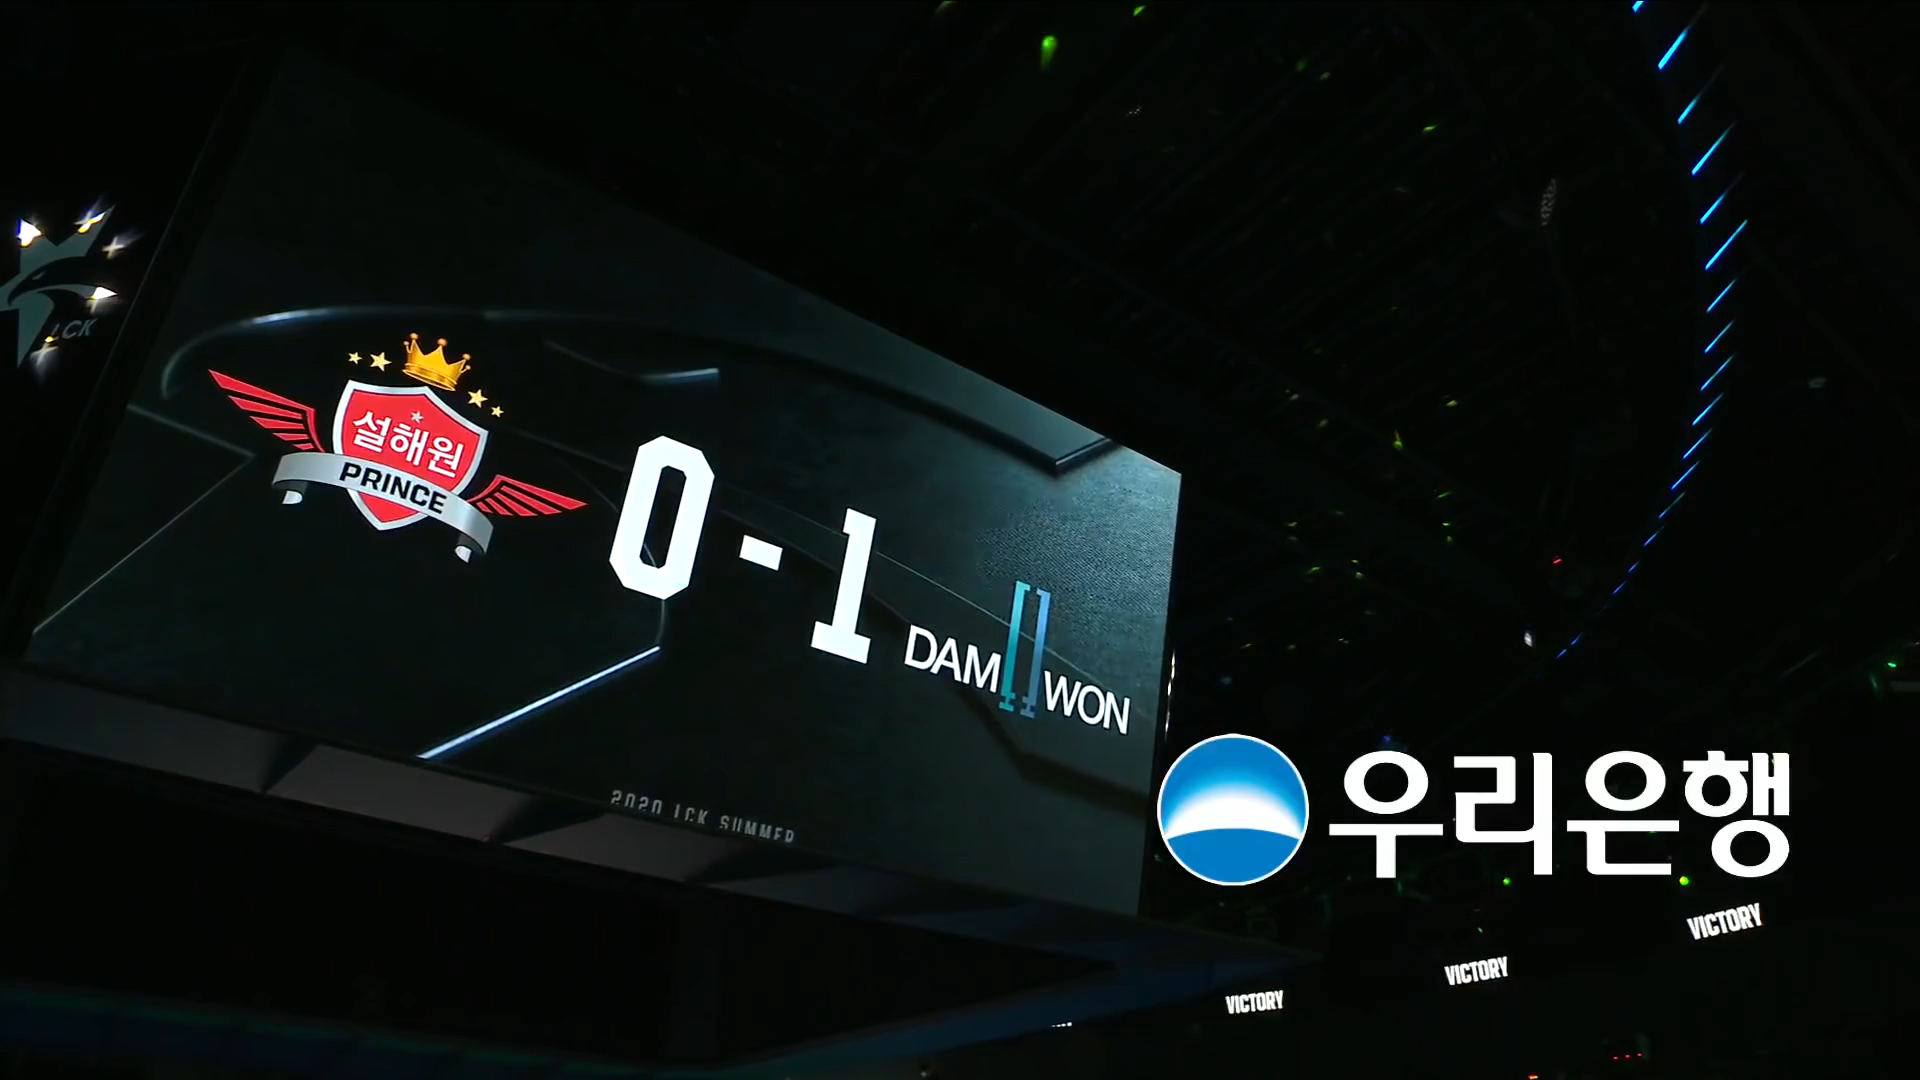 LCK
설해원
PRINCE
0 - 1
DAMWON
2020 LCK SUMMER
우리은행
VICTORY
VICTORY
VICTORY